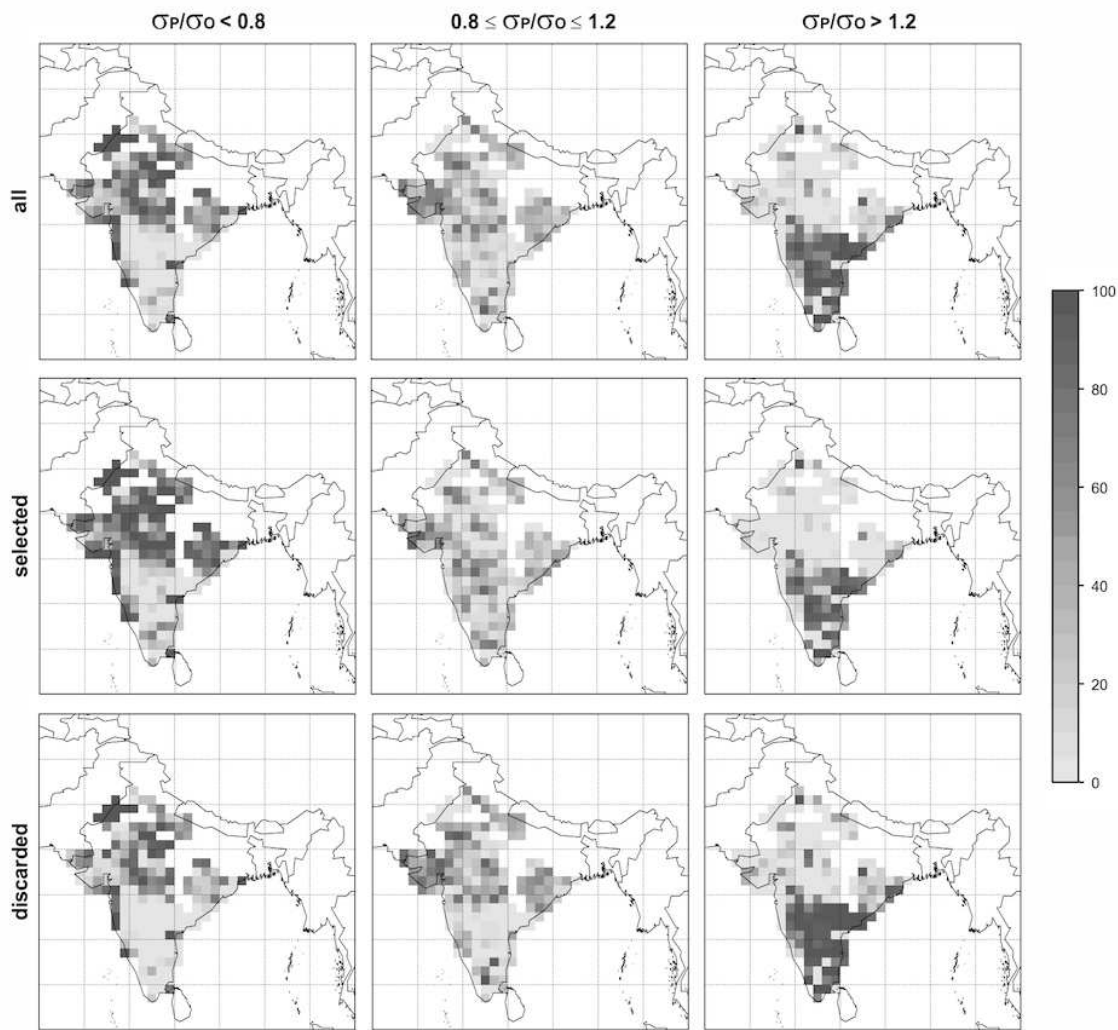 σP/σO < 0.8
0.8 ≤ σP/σO ≤ 1.2
σP/σO > 1.2
all
selected
discarded
100
80
60
40
20
0